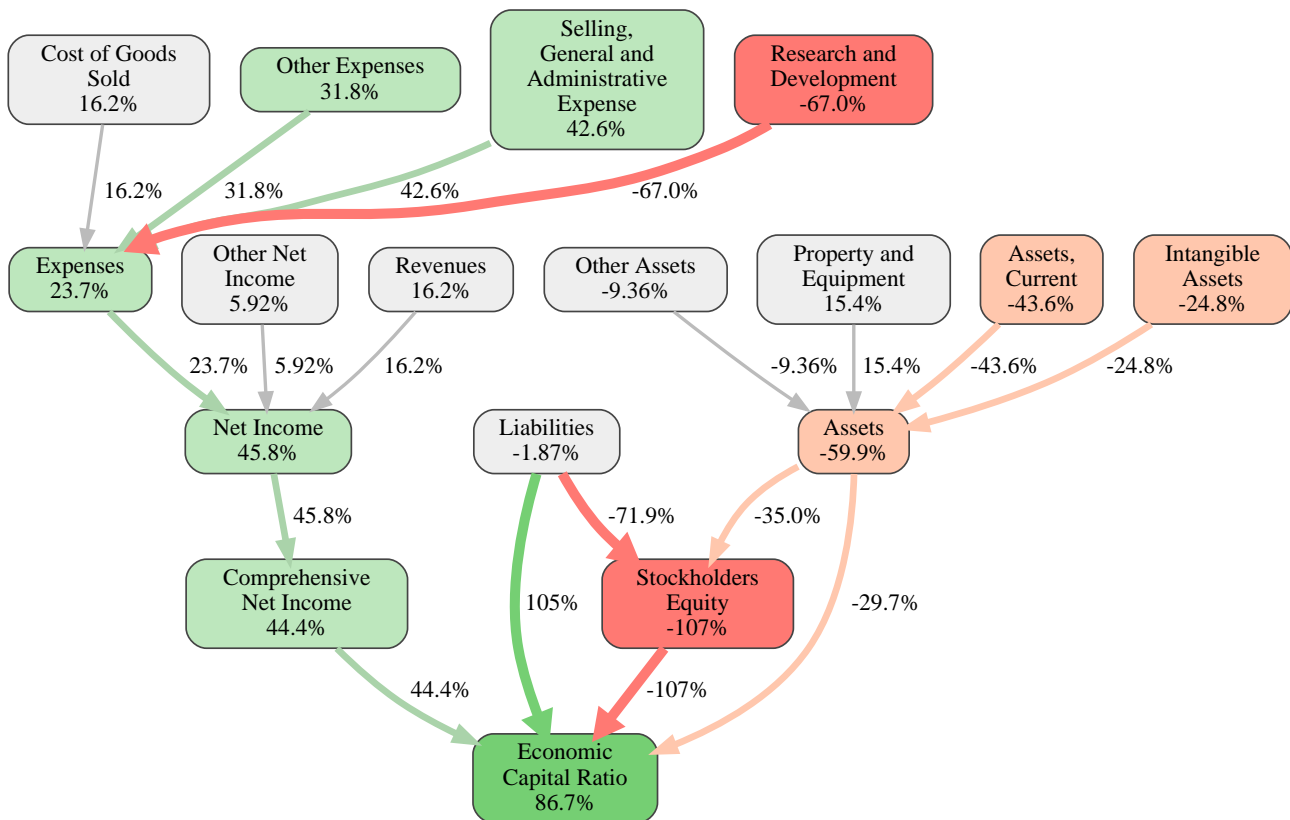 Cost of Goods
Sold
16.2%
Other Expenses
31.8%
Selling,
General and
Administrative
Expense
42.6%
Research and
Development
-67.0%
16.2%
31.8%
42.6%
-67.0%
Expenses
23.7%
Other Net
Income
5.92%
Revenues
16.2%
Other Assets
-9.36%
Property and
Equipment
15.4%
Assets,
Current
-43.6%
Intangible
Assets
-24.8%
23.7%
5.92%
16.2%
-9.36%
15.4%
-43.6%
-24.8%
Net Income
45.8%
Liabilities
-1.87%
Assets
-59.9%
45.8%
-71.9%
-35.0%
Comprehensive
Net Income
44.4%
105%
Stockholders
Equity
-107%
-29.7%
44.4%
-107%
Economic
Capital Ratio
86.7%